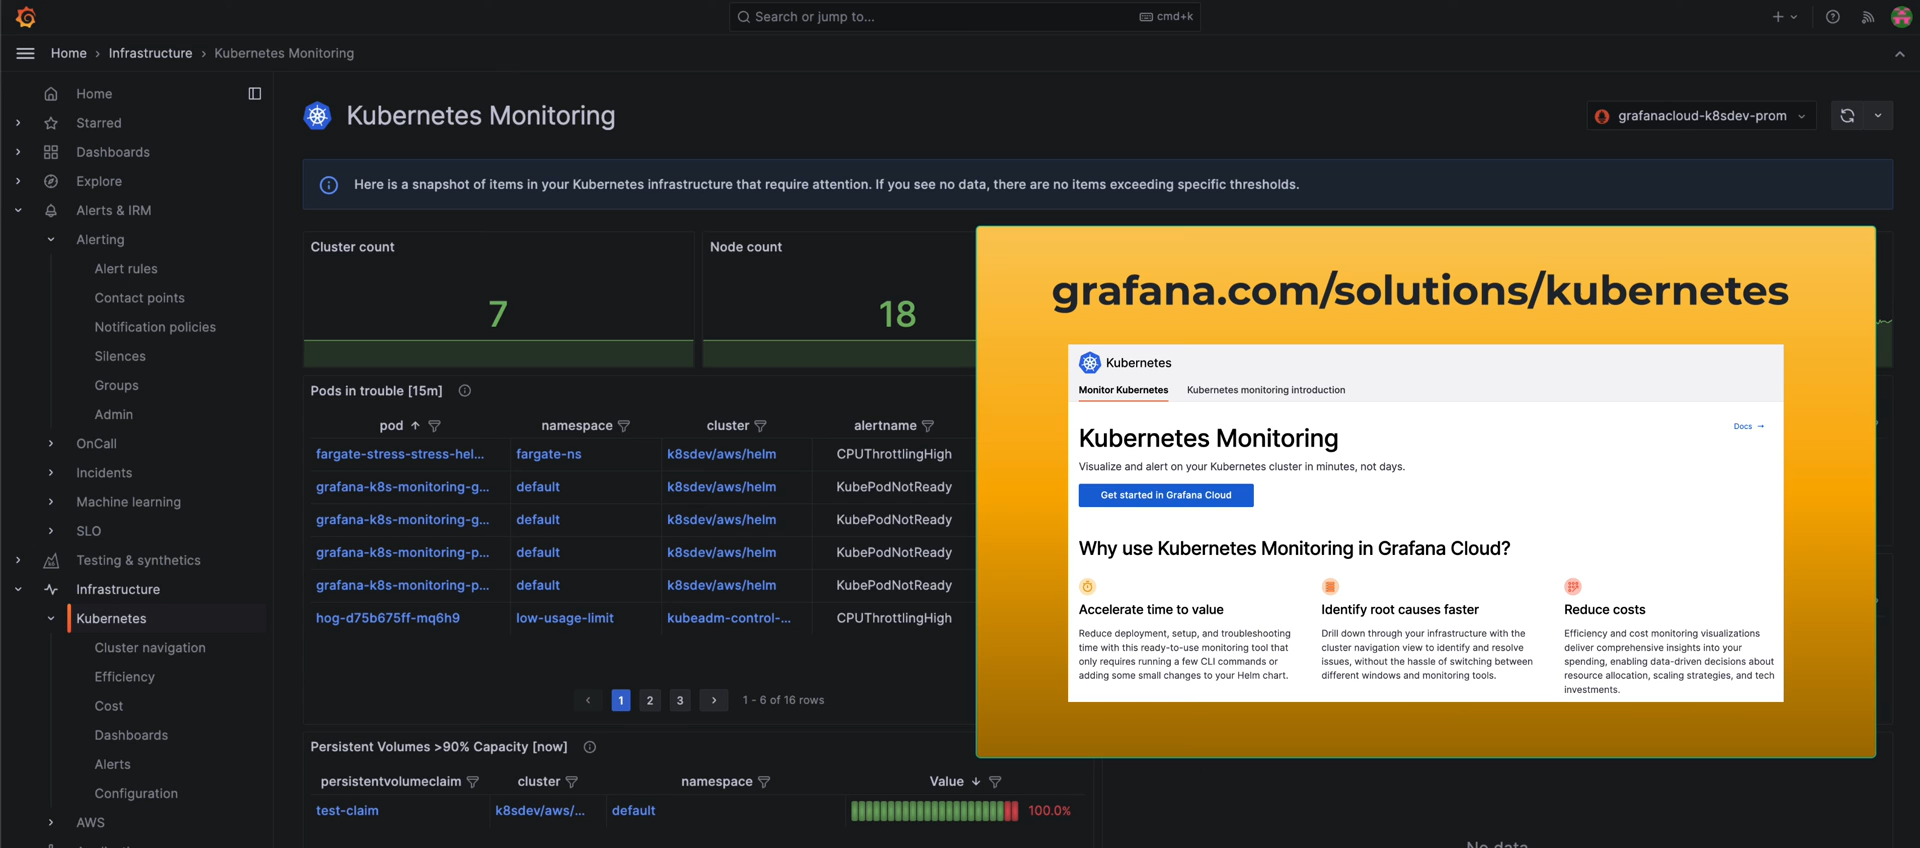 Search or jump to...
cmd+k
Home › Infrastructure › Kubernetes Monitoring
Home
Starred
Dashboards
Explore
Alerts & IRM
Alerting
Alert rules
Contact points
Notification policies
Silences
Groups
Admin
OnCall
Incidents
Machine learning
SLO
Testing & synthetics
Infrastructure
Kubernetes
Cluster navigation
Efficiency
Cost
Dashboards
Alerts
Configuration
AWS
Kubernetes Monitoring
grafanacloud-k8sdev-prom
Here is a snapshot of items in your Kubernetes infrastructure that require attention. If you see no data, there are no items exceeding specific thresholds.
Cluster count
7
Node count
18
Pods in trouble [15m]
pod namespace cluster alertname
fargate-stress-stress-hel... fargate-ns k8sdev/aws/helm CPUThrottlingHigh
grafana-k8s-monitoring-g... default k8sdev/aws/helm KubePodNotReady
grafana-k8s-monitoring-g... default k8sdev/aws/helm KubePodNotReady
grafana-k8s-monitoring-p... default k8sdev/aws/helm KubePodNotReady
grafana-k8s-monitoring-p... default k8sdev/aws/helm KubePodNotReady
hog-d75b675ff-mq6h9 low-usage-limit kubeadm-control-... CPUThrottlingHigh
1 2 3 1 - 6 of 16 rows
Persistent Volumes >90% Capacity [now]
persistentvolumeclaim cluster namespace Value
test-claim k8sdev/aws/... default 100.0%
No data
grafana.com/solutions/kubernetes
Kubernetes
Monitor Kubernetes Kubernetes monitoring introduction
Docs →
Kubernetes Monitoring
Visualize and alert on your Kubernetes cluster in minutes, not days.
Get started in Grafana Cloud
Why use Kubernetes Monitoring in Grafana Cloud?
Accelerate time to value
Reduce deployment, setup, and troubleshooting
time with this ready-to-use monitoring tool that
only requires running a few CLI commands or
adding some small changes to your Helm chart.
Identify root causes faster
Drill down through your infrastructure with the
cluster navigation view to identify and resolve
issues, without the hassle of switching between
different windows and monitoring tools.
Reduce costs
Efficiency and cost monitoring visualizations
deliver comprehensive insights into your
spending, enabling data-driven decisions about
resource allocation, scaling strategies, and tech
investments.